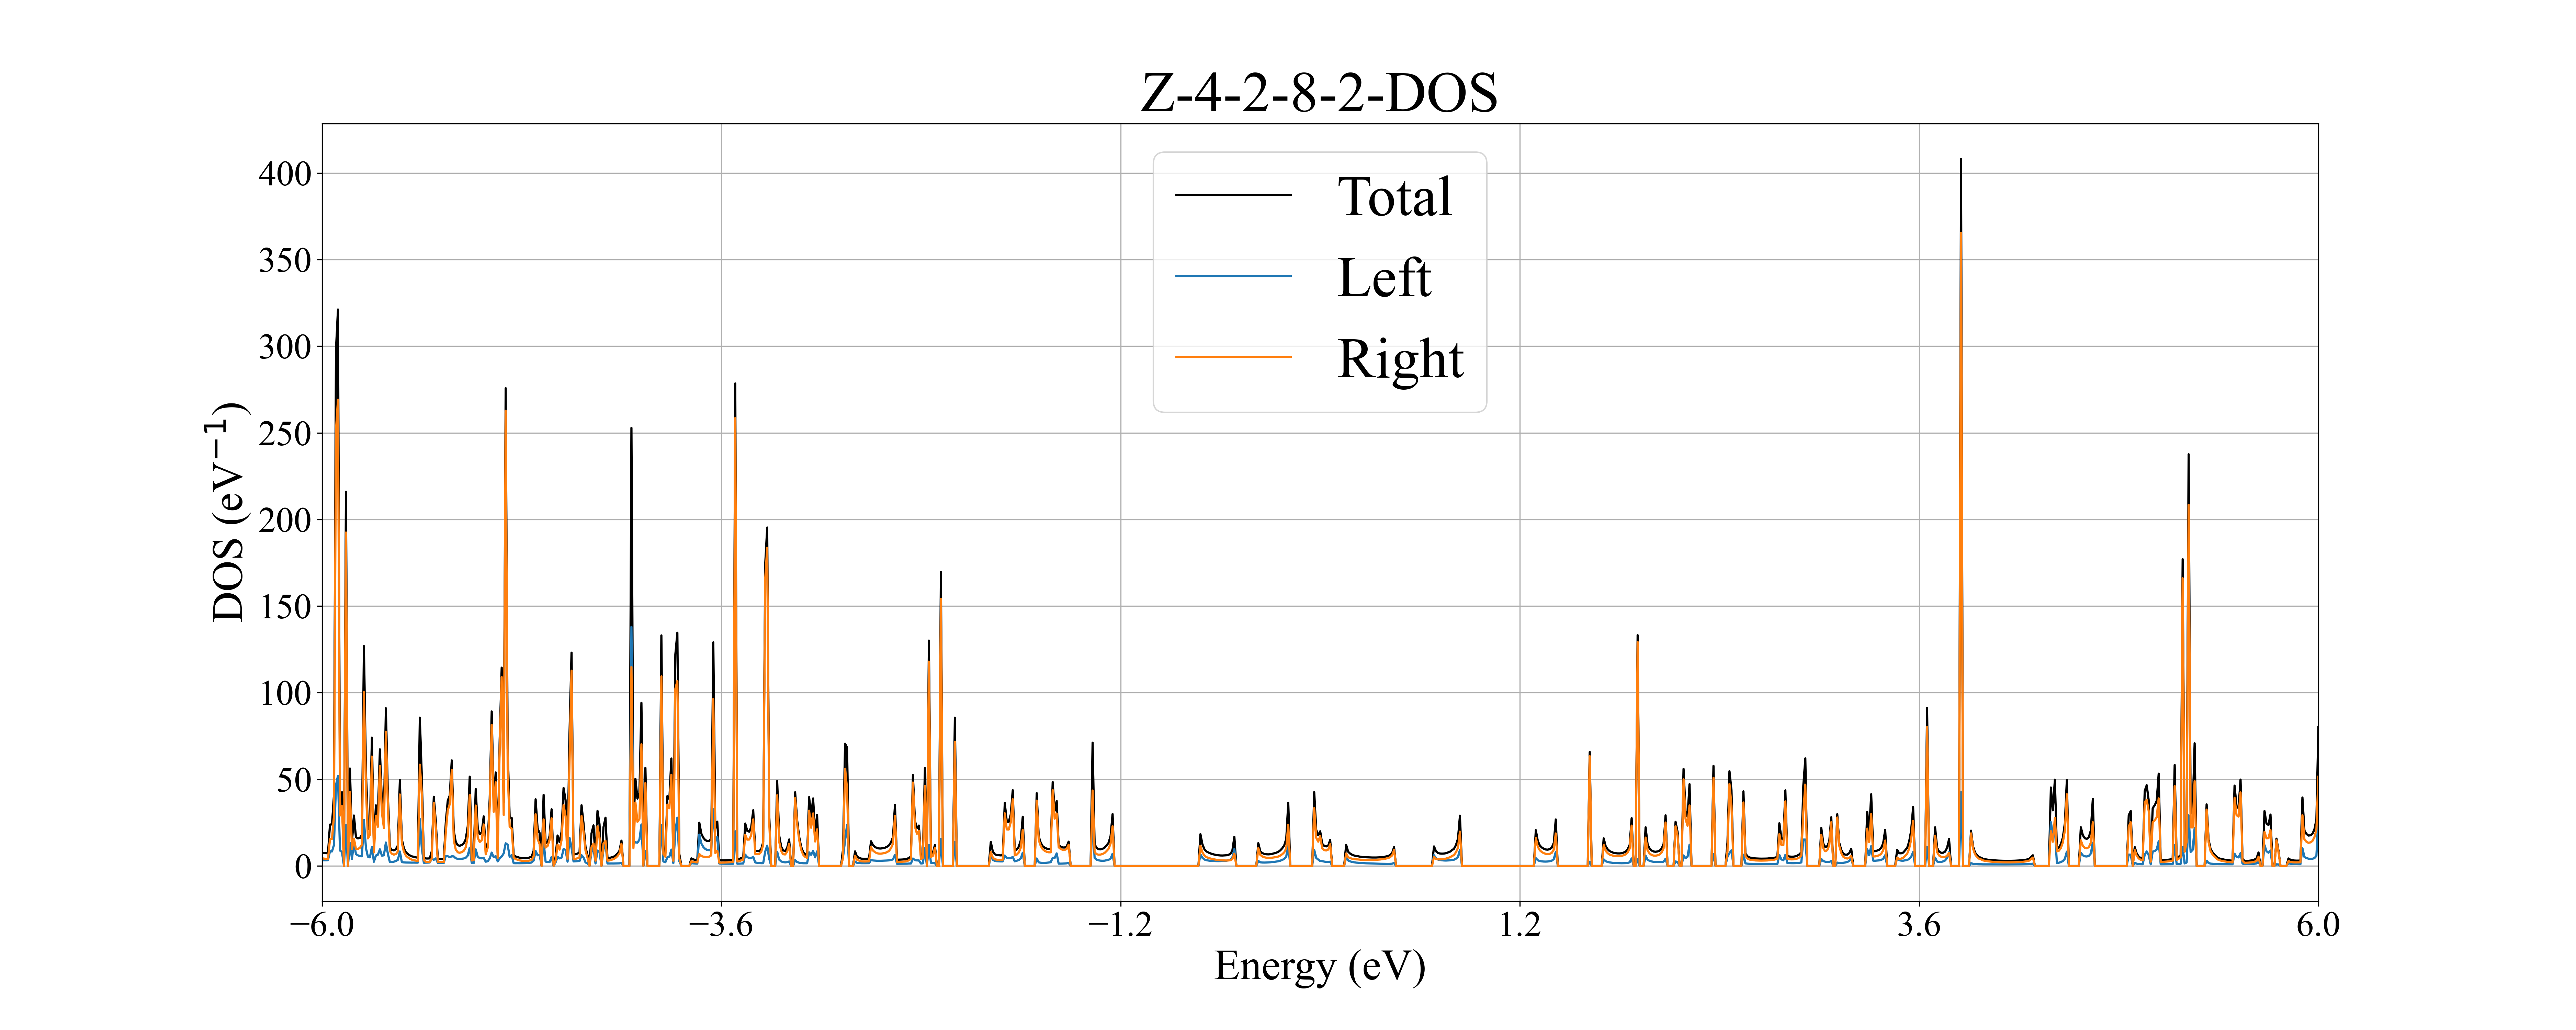 Z-4-2-8-2-DOS
Total
Left
Right
DOS (eV⁻¹)
400
350
300
250
200
150
100
50
0
−6.0 −3.6 −1.2 1.2 3.6 6.0
Energy (eV)